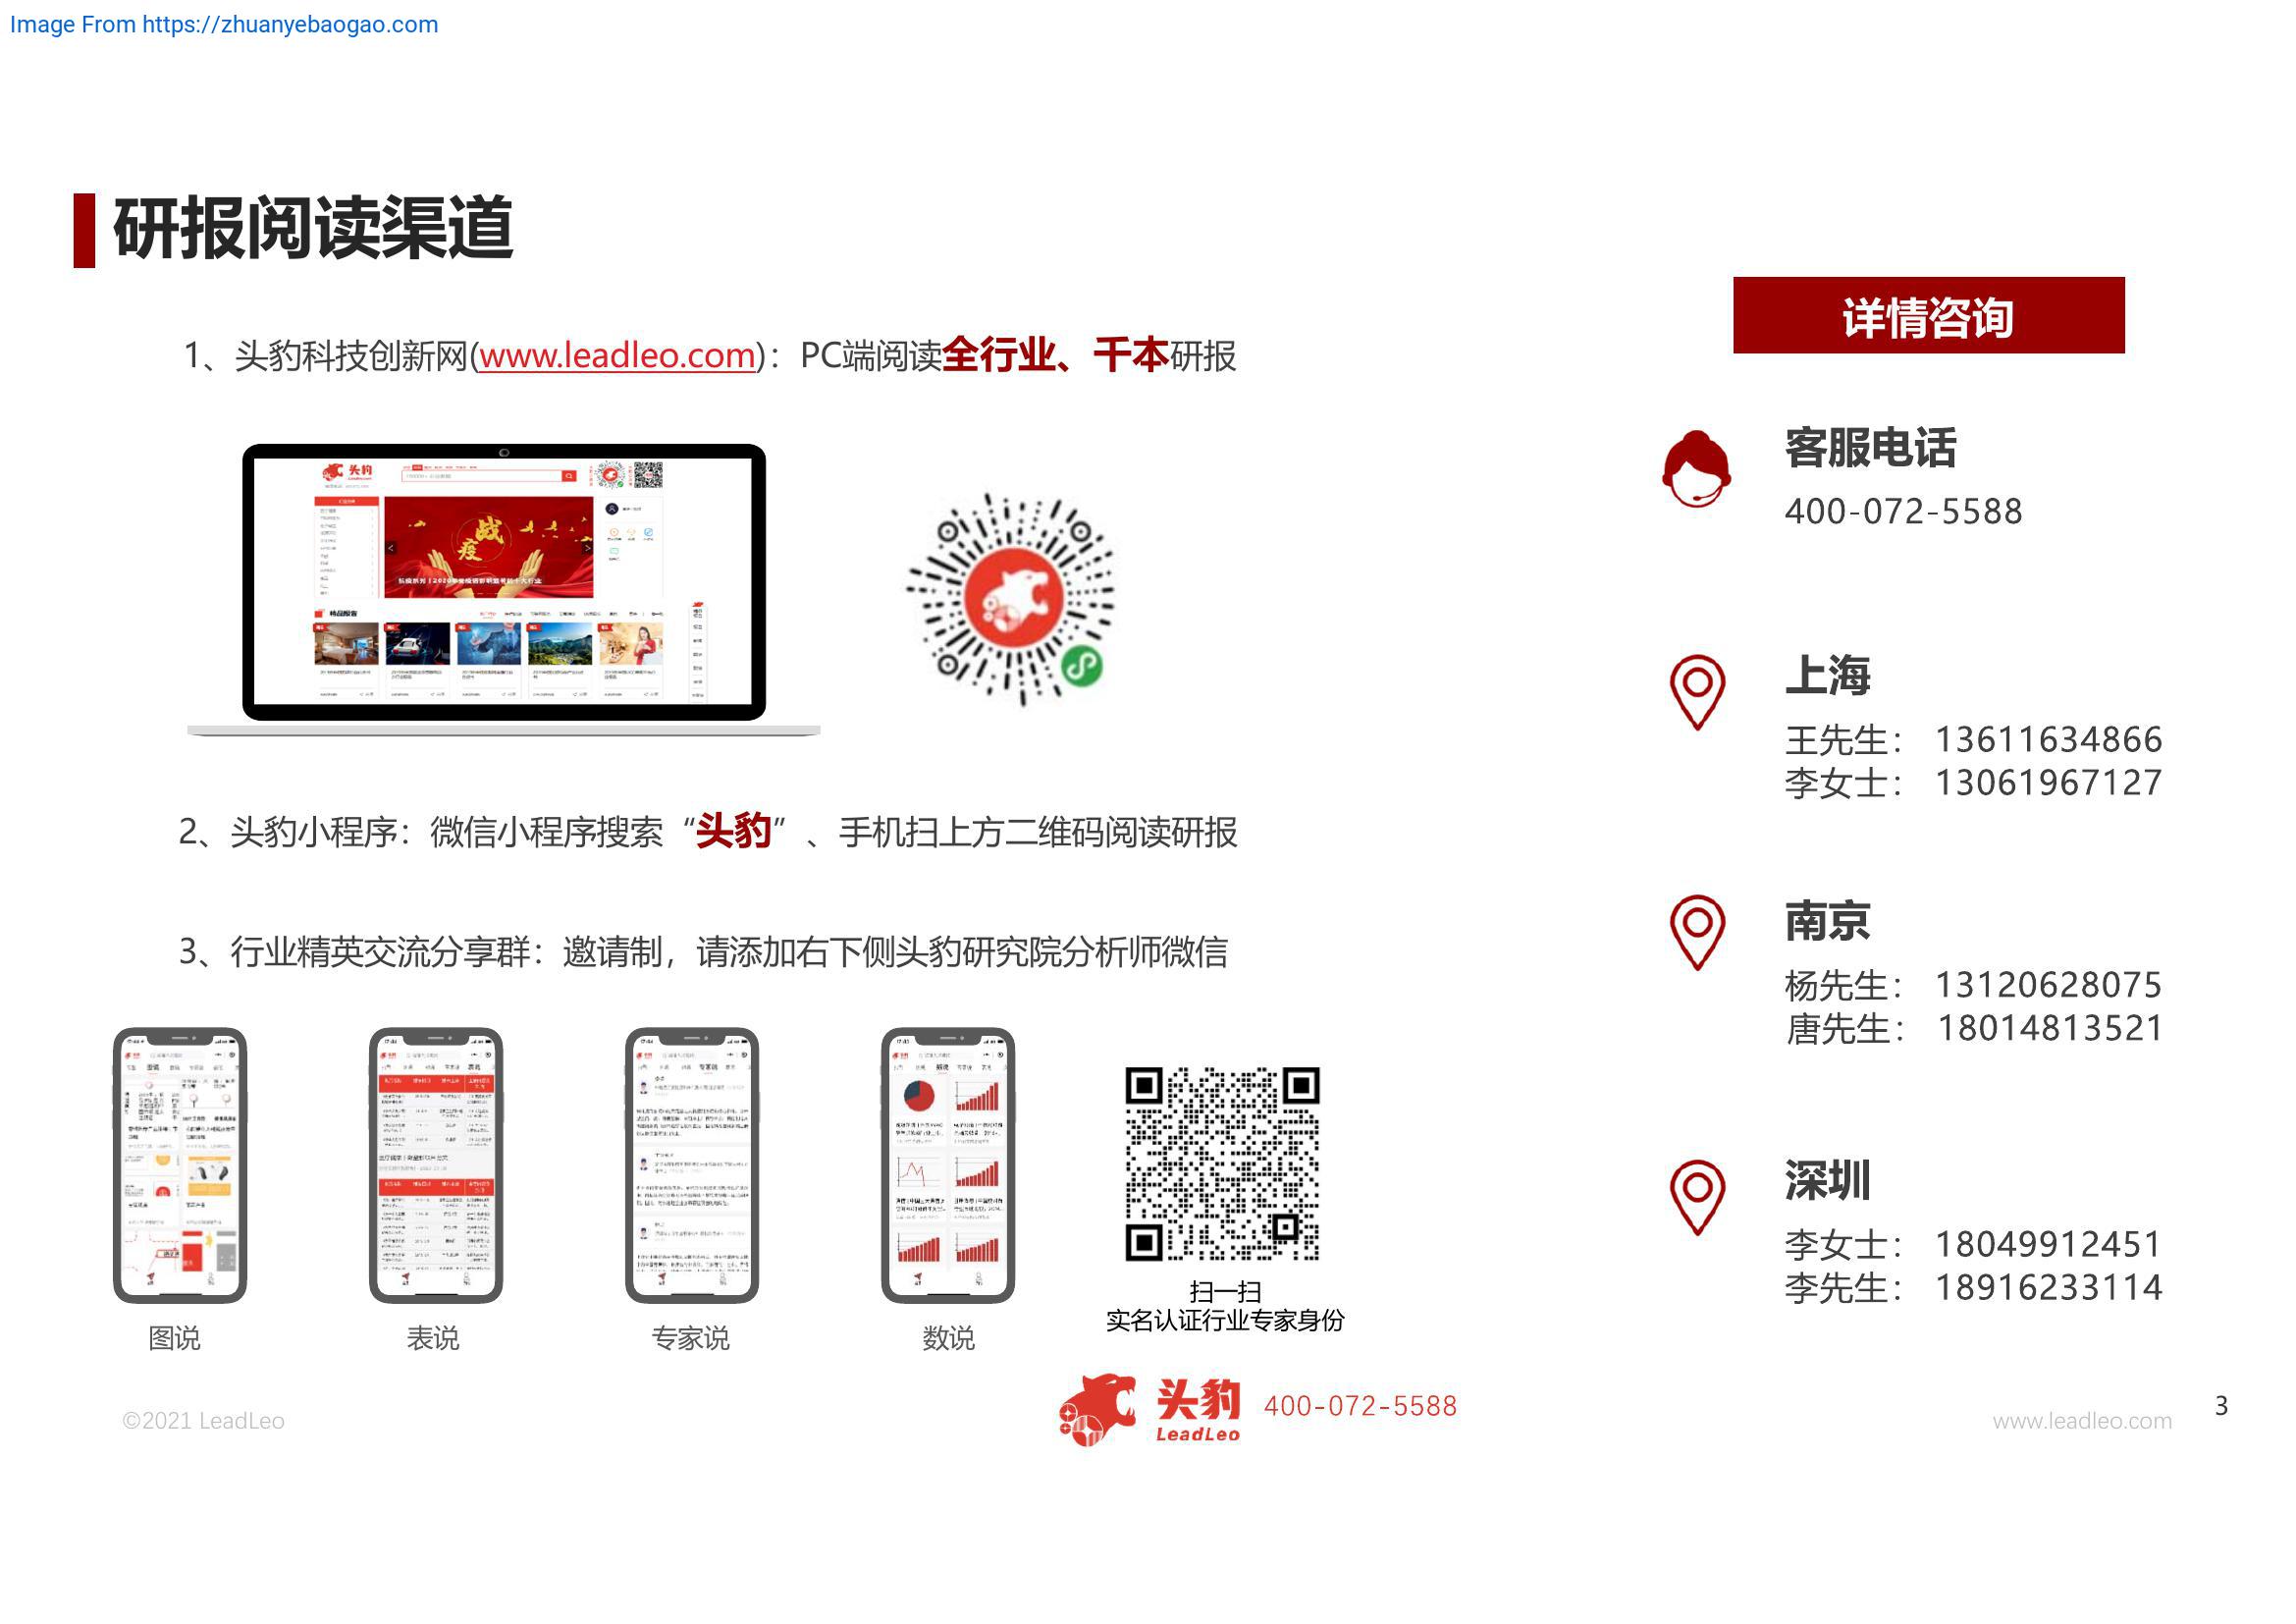 Image From https://zhuanyebaogao.com
研报阅读渠道
1、头豹科技创新网(www.leadleo.com)：PC端阅读全行业、千本研报
头豹
战
疫
精品报告
2、头豹小程序：微信小程序搜索“头豹”、手机扫上方二维码阅读研报
3、行业精英交流分享群：邀请制，请添加右下侧头豹研究院分析师微信
图说
表说
专家说
数说
扫一扫
实名认证行业专家身份
详情咨询
客服电话
400-072-5588
上海
王先生： 13611634866
李女士： 13061967127
南京
杨先生： 13120628075
唐先生： 18014813521
深圳
李女士： 18049912451
李先生： 18916233114
©2021 LeadLeo
头豹
LeadLeo
400-072-5588
www.leadleo.com
3